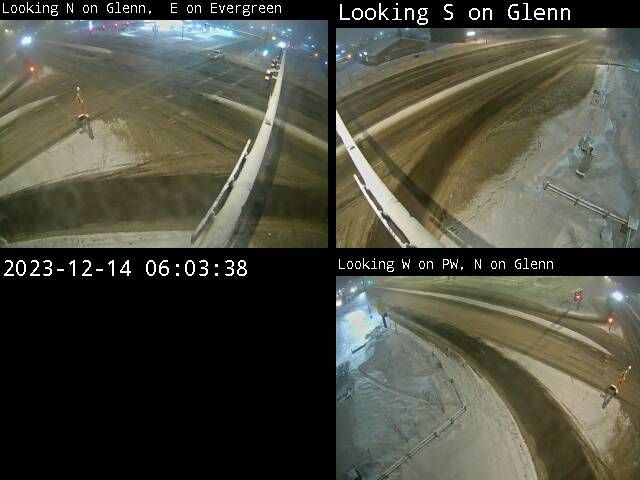 Looking N on Glenn,  E on Evergreen
Looking S on Glenn
2023-12-14 06:03:38
Looking W on PW, N on Glenn